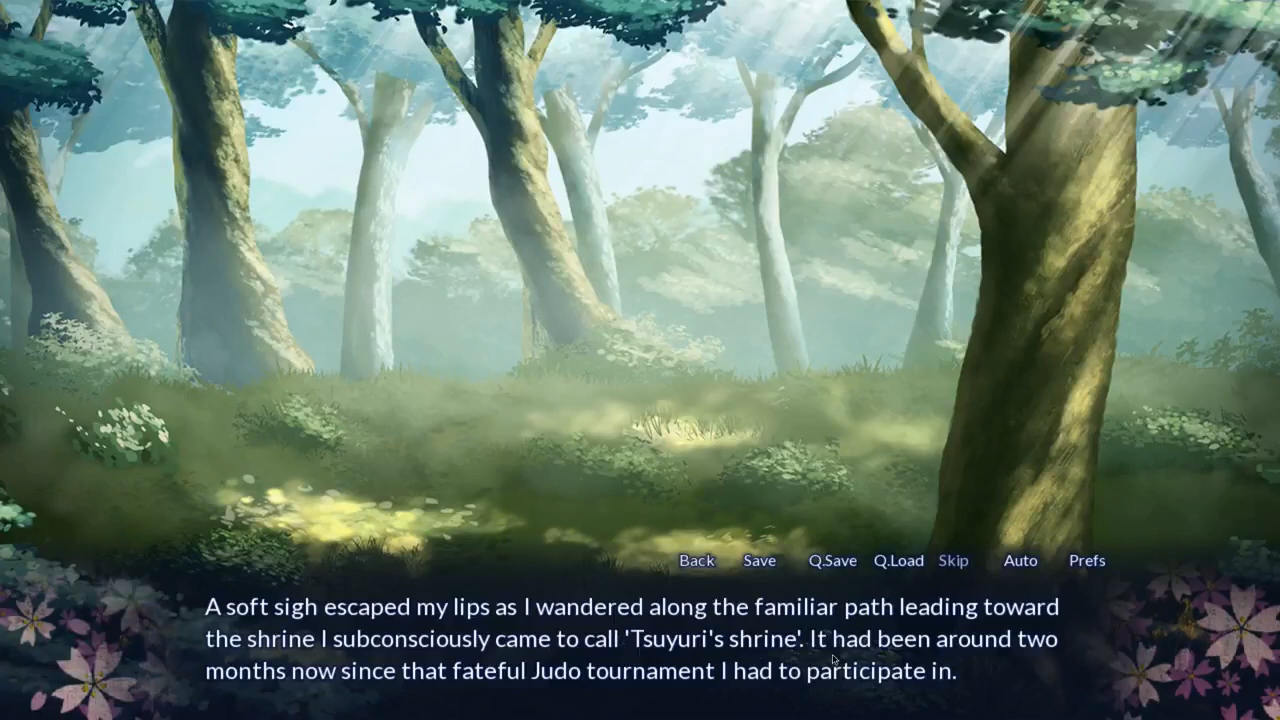 Back Save Q.Save Q.Load Skip Auto Prefs
A soft sigh escaped my lips as I wandered along the familiar path leading toward
the shrine I subconsciously came to call 'Tsuyuri's shrine'. It had been around two
months now since that fateful Judo tournament I had to participate in.